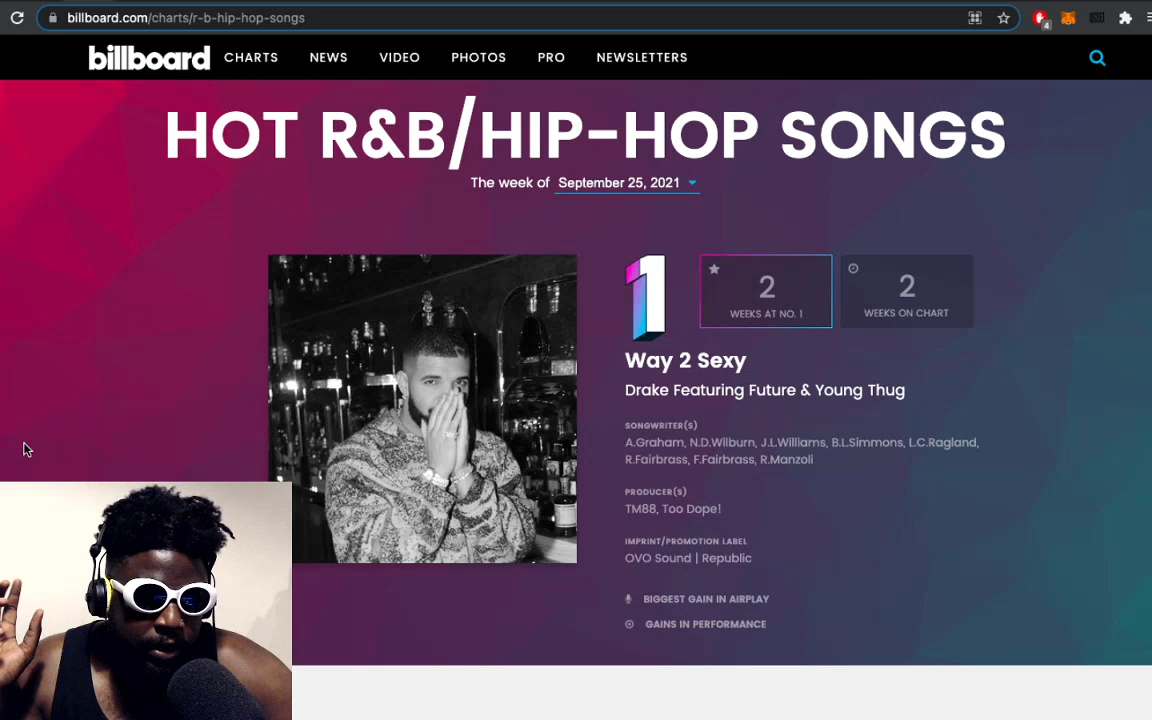 billboard.com/charts/r-b-hip-hop-songs
4
billboard CHARTS NEWS VIDEO PHOTOS PRO NEWSLETTERS
HOT R&B/HIP-HOP SONGS
The week of September 25, 2021
1
2
WEEKS AT NO. 1
2
WEEKS ON CHART
Way 2 Sexy
Drake Featuring Future & Young Thug
SONGWRITER(S)
A.Graham, N.D.Wilburn, J.L.Williams, B.L.Simmons, L.C.Ragland,
R.Fairbrass, F.Fairbrass, R.Manzoli
PRODUCER(S)
TM88, Too Dope!
IMPRINT/PROMOTION LABEL
OVO Sound | Republic
BIGGEST GAIN IN AIRPLAY
GAINS IN PERFORMANCE